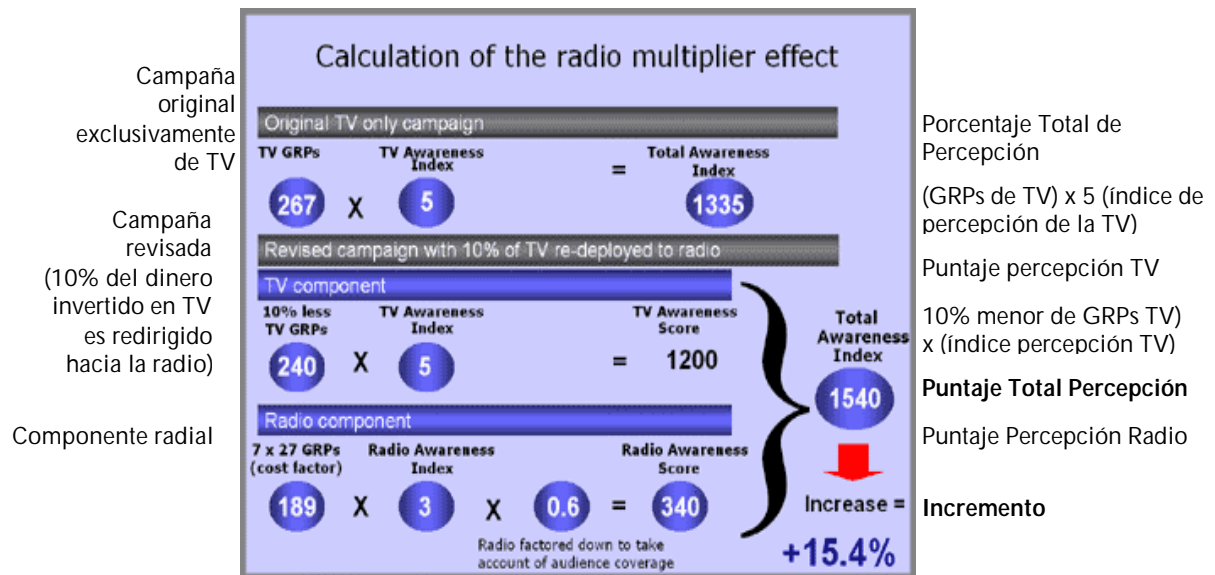 Calculation of the radio multiplier effect
Campaña
original
exclusivamente
de TV
Original TV only campaign
TV GRPs
TV Awareness
Index
Total Awareness
Index
267 X 5 = 1335
Porcentaje Total de
Percepción
(GRPs de TV) x 5 (índice de
percepción de la TV)
Campaña
revisada
(10% del dinero
invertido en TV
es redirigido
hacia la radio)
Revised campaign with 10% of TV re-deployed to radio
TV component
10% less
TV GRPs
TV Awareness
Index
TV Awareness
Score
240 X 5 = 1200
Puntaje percepción TV
10% menor de GRPs TV)
x (índice percepción TV)
Total
Awareness
Index
1540
Puntaje Total Percepción
Componente radial
Radio component
7 x 27 GRPs
(cost factor)
Radio Awareness
Index
Radio Awareness
Score
189 X 3 X 0.6 = 340
Radio factored down to take
account of audience coverage
Puntaje Percepción Radio
Increase =
+15.4%
Incremento